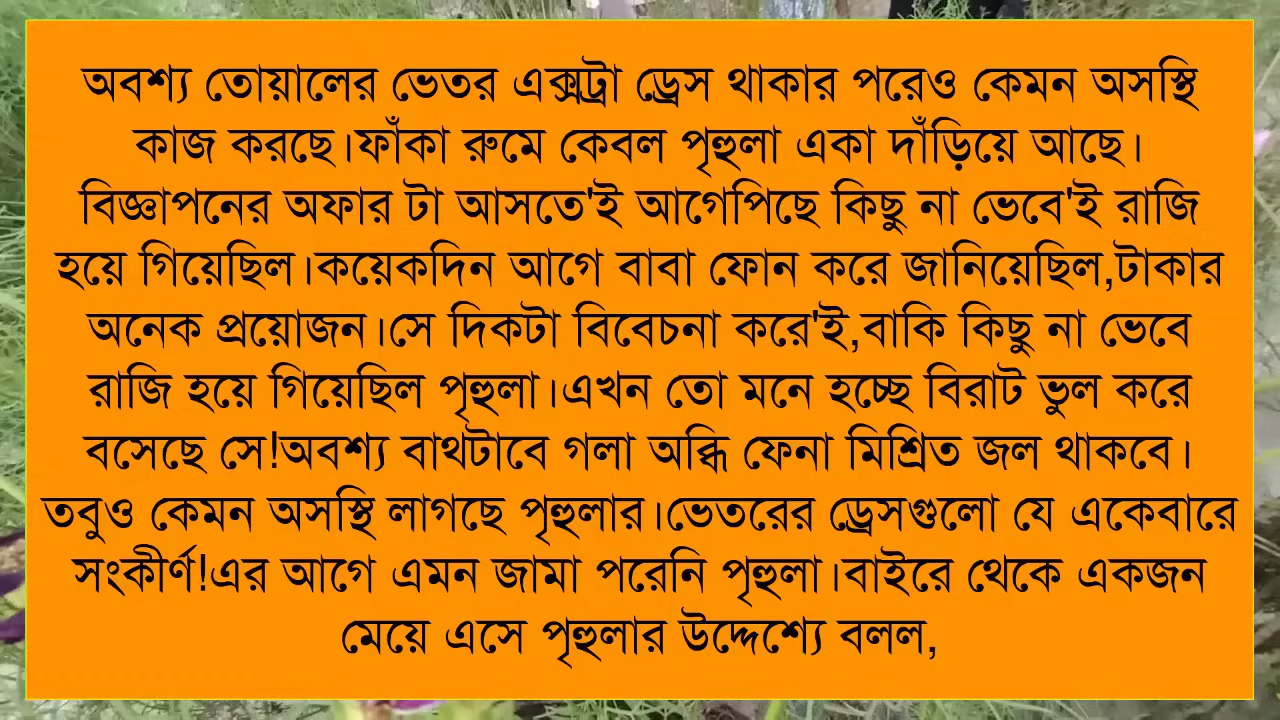 অবশ্য তোয়ালের ভেতর এক্সট্রা ড্রেস থাকার পরেও কেমন অসস্থি
কাজ করছে।ফাঁকা রুমে কেবল পৃহুলা একা দাঁড়িয়ে আছে।
বিজ্ঞাপনের অফার টা আসতে'ই আগেপিছে কিছু না ভেবে'ই রাজি
হয়ে গিয়েছিল।কয়েকদিন আগে বাবা ফোন করে জানিয়েছিল,টাকার
অনেক প্রয়োজন।সে দিকটা বিবেচনা করে'ই,বাকি কিছু না ভেবে
রাজি হয়ে গিয়েছিল পৃহুলা।এখন তো মনে হচ্ছে বিরাট ভুল করে
বসেছে সে!অবশ্য বাথটাবে গলা অব্ধি ফেনা মিশ্রিত জল থাকবে।
তবুও কেমন অসস্থি লাগছে পৃহুলার।ভেতরের ড্রেসগুলো যে একেবারে
সংকীর্ণ!এর আগে এমন জামা পরেনি পৃহুলা।বাইরে থেকে একজন
মেয়ে এসে পৃহুলার উদ্দেশ্যে বলল,